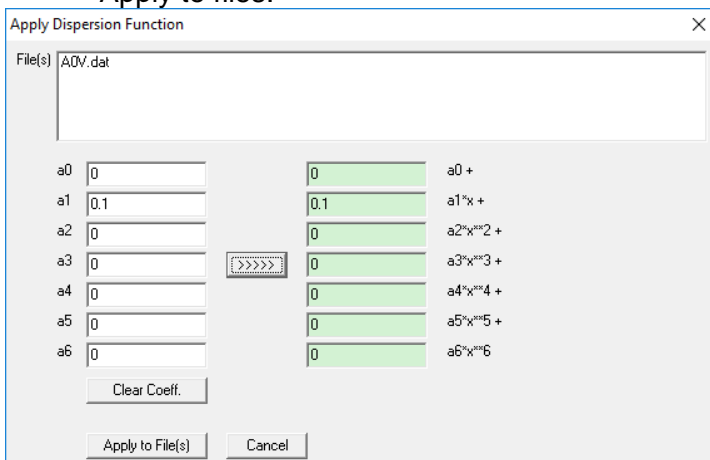 Apply to files.
Apply Dispersion Function
File(s) A0V.dat
a0 0 0 a0 +
a1 0.1 0.1 a1*x +
a2 0 0 a2*x**2 +
a3 0 >>>>> 0 a3*x**3 +
a4 0 0 a4*x**4 +
a5 0 0 a5*x**5 +
a6 0 0 a6*x**6
Clear Coeff.
Apply to File(s) Cancel